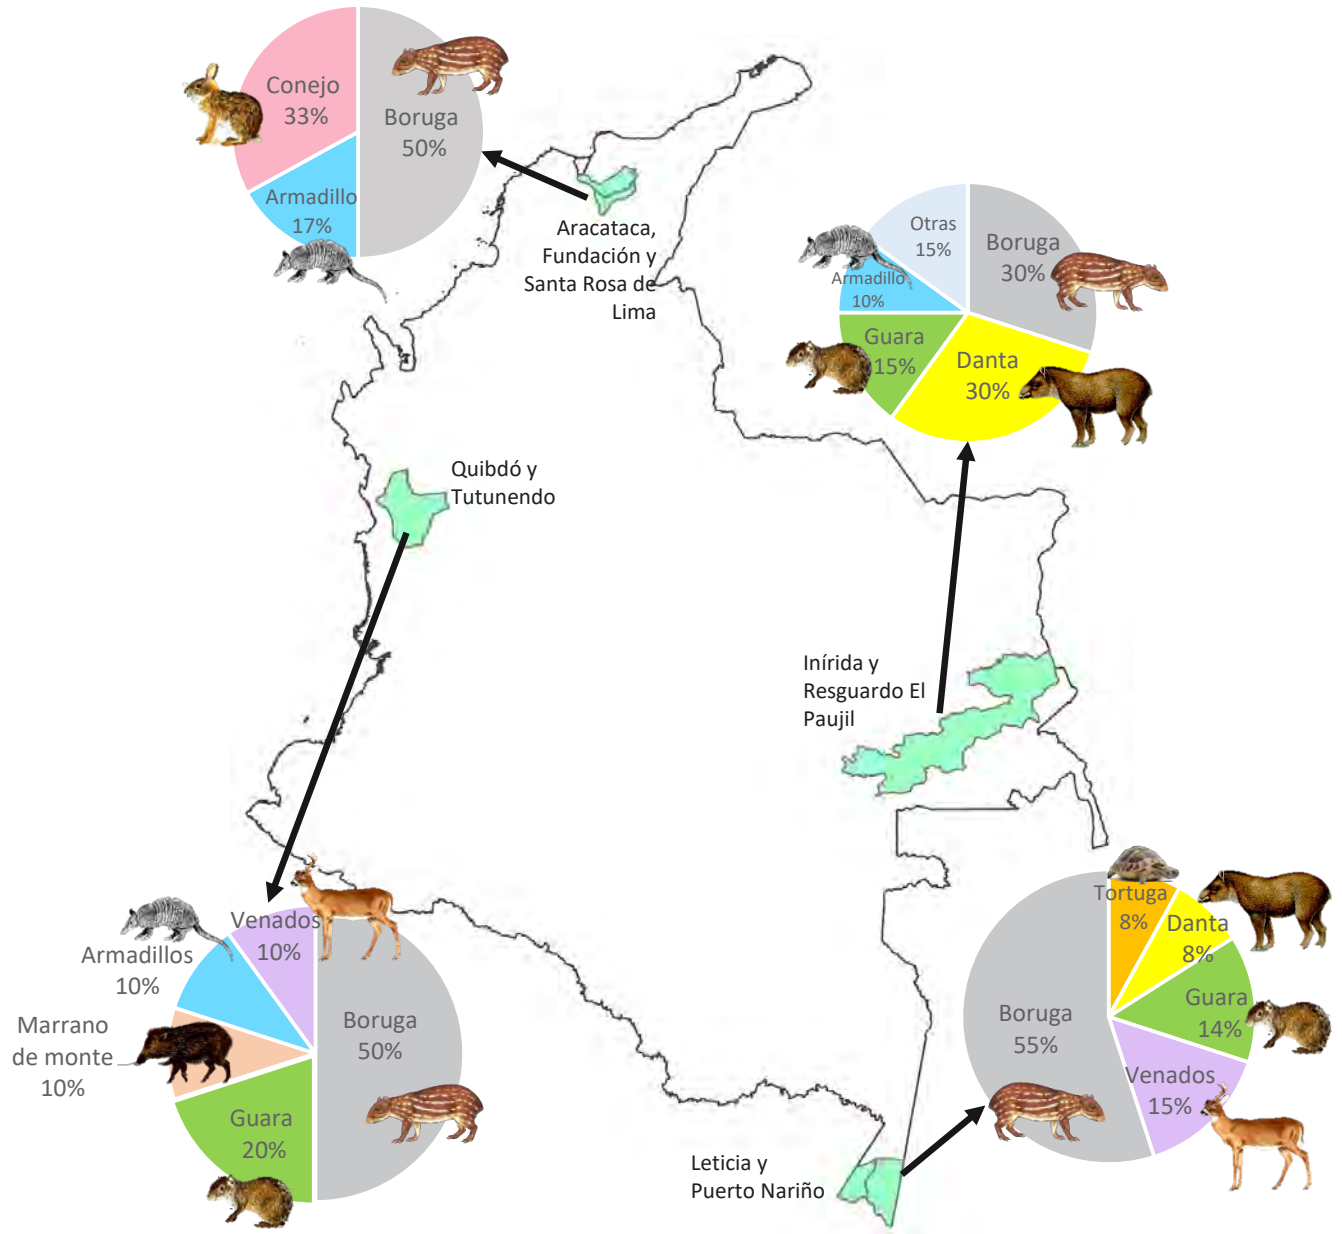 Conejo
33%
Boruga
50%
Armadillo
17%
Aracataca,
Fundación y
Santa Rosa de
Lima
Otras
15%
Boruga
30%
Armadillo
10%
Guara
15%
Danta
30%
Quibdó y
Tutunendo
Inírida y
Resguardo El
Paujil
Venados
10%
Armadillos
10%
Marrano
de monte
10%
Boruga
50%
Guara
20%
Tortuga
8%
Danta
8%
Guara
14%
Boruga
55%
Venados
15%
Leticia y
Puerto Nariño